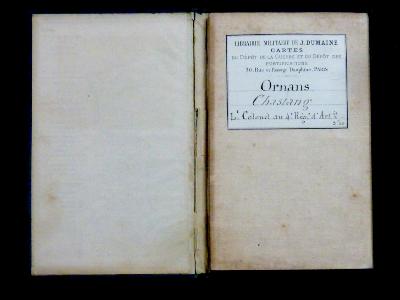 LIBRAIRIE MILITAIRE DE J. DUMAINE
CARTES
DU DÉPÔT DE LA GUERRE ET DU DÉPÔT DES
FORTIFICATIONS
30, Rue et Passage Dauphine, PARIS
Ornans
Chastang
Lt. Colonel au 4e Régt. d'Artie